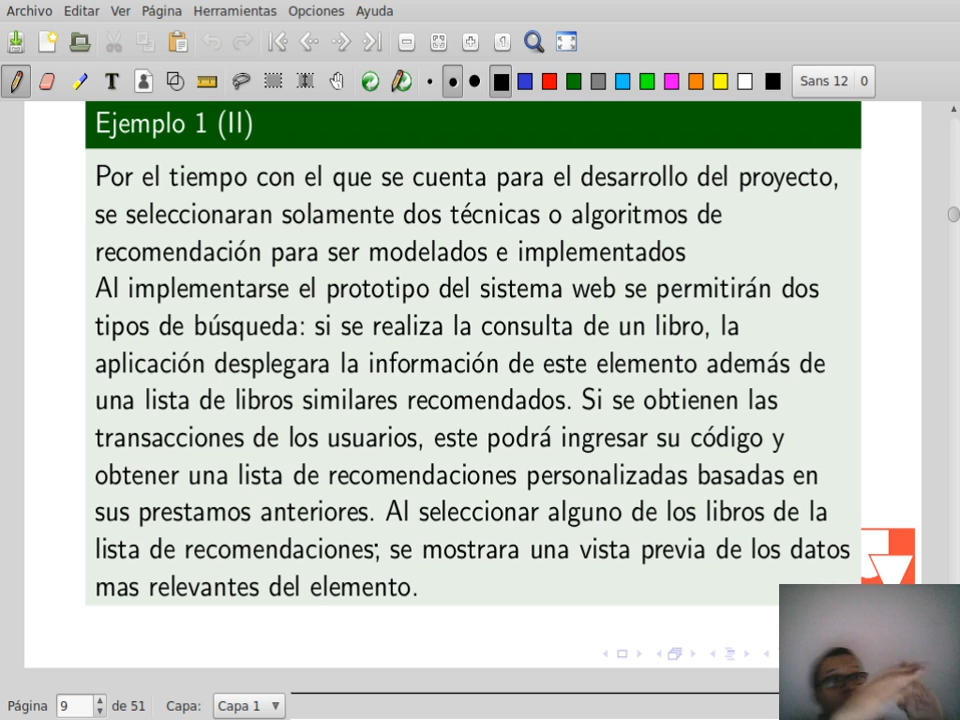 Archivo Editar Ver Página Herramientas Opciones Ayuda
T Sans 12 0
Ejemplo 1 (II)
Por el tiempo con el que se cuenta para el desarrollo del proyecto,
se seleccionaran solamente dos técnicas o algoritmos de
recomendación para ser modelados e implementados
Al implementarse el prototipo del sistema web se permitirán dos
tipos de búsqueda: si se realiza la consulta de un libro, la
aplicación desplegara la información de este elemento además de
una lista de libros similares recomendados. Si se obtienen las
transacciones de los usuarios, este podrá ingresar su código y
obtener una lista de recomendaciones personalizadas basadas en
sus prestamos anteriores. Al seleccionar alguno de los libros de la
lista de recomendaciones; se mostrara una vista previa de los datos
mas relevantes del elemento.
Página 9 de 51 Capa: Capa 1